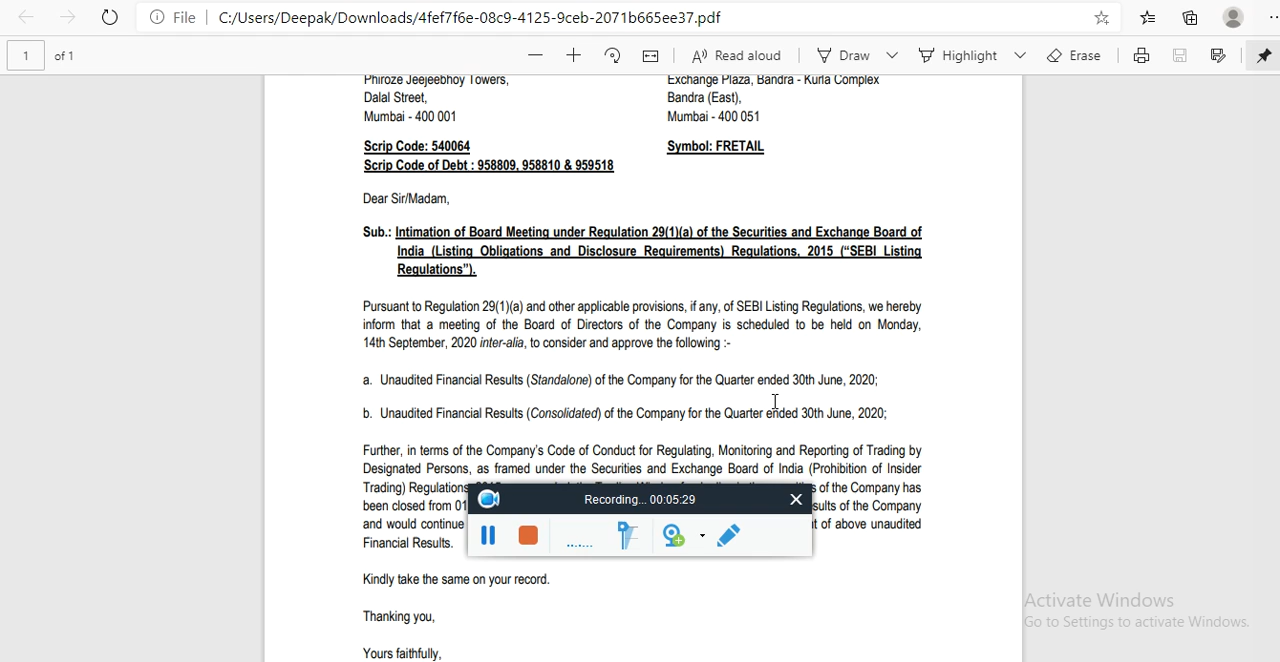 File C:/Users/Deepak/Downloads/4fef7f6e-08c9-4125-9ceb-2071b665ee37.pdf
1 of 1 Read aloud Draw Highlight Erase
Phiroze Jeejeebhoy Towers,
Dalal Street,
Mumbai - 400 001
Exchange Plaza, Bandra - Kurla Complex
Bandra (East),
Mumbai - 400 051
Scrip Code: 540064
Scrip Code of Debt : 958809, 958810 & 959518
Symbol: FRETAIL
Dear Sir/Madam,
Sub.: Intimation of Board Meeting under Regulation 29(1)(a) of the Securities and Exchange Board of
India (Listing Obligations and Disclosure Requirements) Regulations, 2015 (“SEBI Listing
Regulations”).
Pursuant to Regulation 29(1)(a) and other applicable provisions, if any, of SEBI Listing Regulations, we hereby
inform that a meeting of the Board of Directors of the Company is scheduled to be held on Monday,
14th September, 2020 inter-alia, to consider and approve the following :-
a. Unaudited Financial Results (Standalone) of the Company for the Quarter ended 30th June, 2020;
b. Unaudited Financial Results (Consolidated) of the Company for the Quarter ended 30th June, 2020;
Further, in terms of the Company's Code of Conduct for Regulating, Monitoring and Reporting of Trading by
Designated Persons, as framed under the Securities and Exchange Board of India (Prohibition of Insider
Trading) Regulations of the Company has
been closed from 01 of the Company
and would continue of above unaudited
Financial Results.
Recording... 00:05:29
Kindly take the same on your record.
Thanking you,
Yours faithfully,
Activate Windows
Go to Settings to activate Windows.